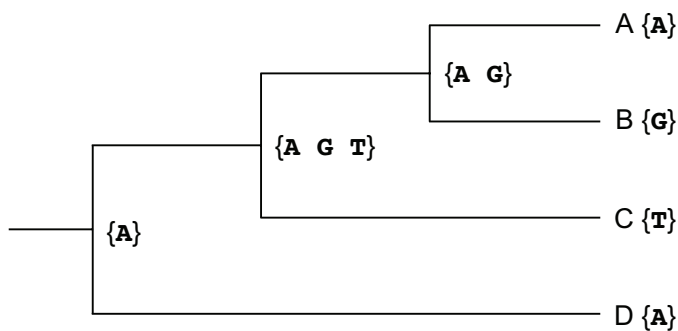 A {A}
{A G}
B {G}
{A G T}
C {T}
{A}
D {A}